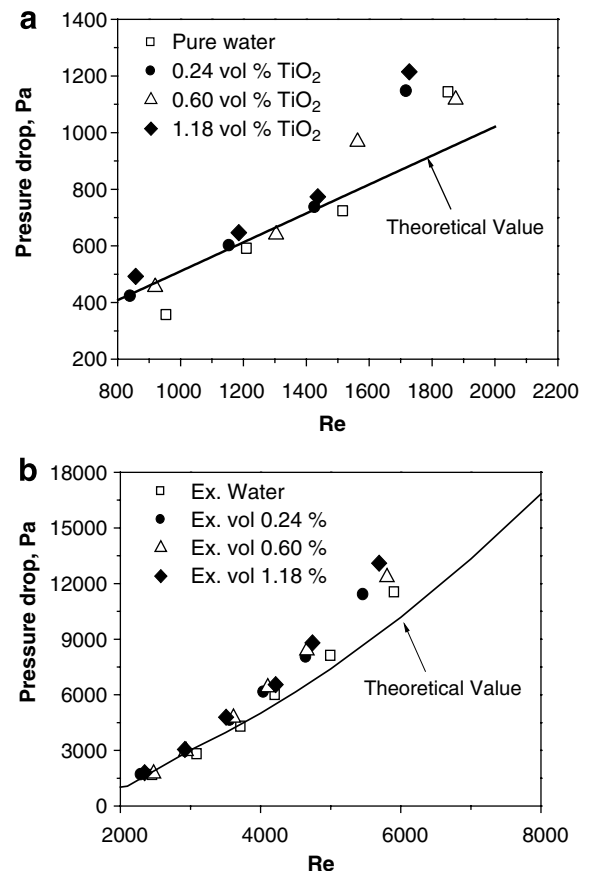 a
1400
1200
1000
800
600
400
200
Presure drop, Pa
Pure water
0.24 vol % TiO2
0.60 vol % TiO2
1.18 vol % TiO2
Theoretical Value
800 1000 1200 1400 1600 1800 2000 2200
Re
b
18000
15000
12000
9000
6000
3000
0
Pressure drop, Pa
Ex. Water
Ex. vol 0.24 %
Ex. vol 0.60 %
Ex. vol 1.18 %
Theoretical Value
2000 4000 6000 8000
Re